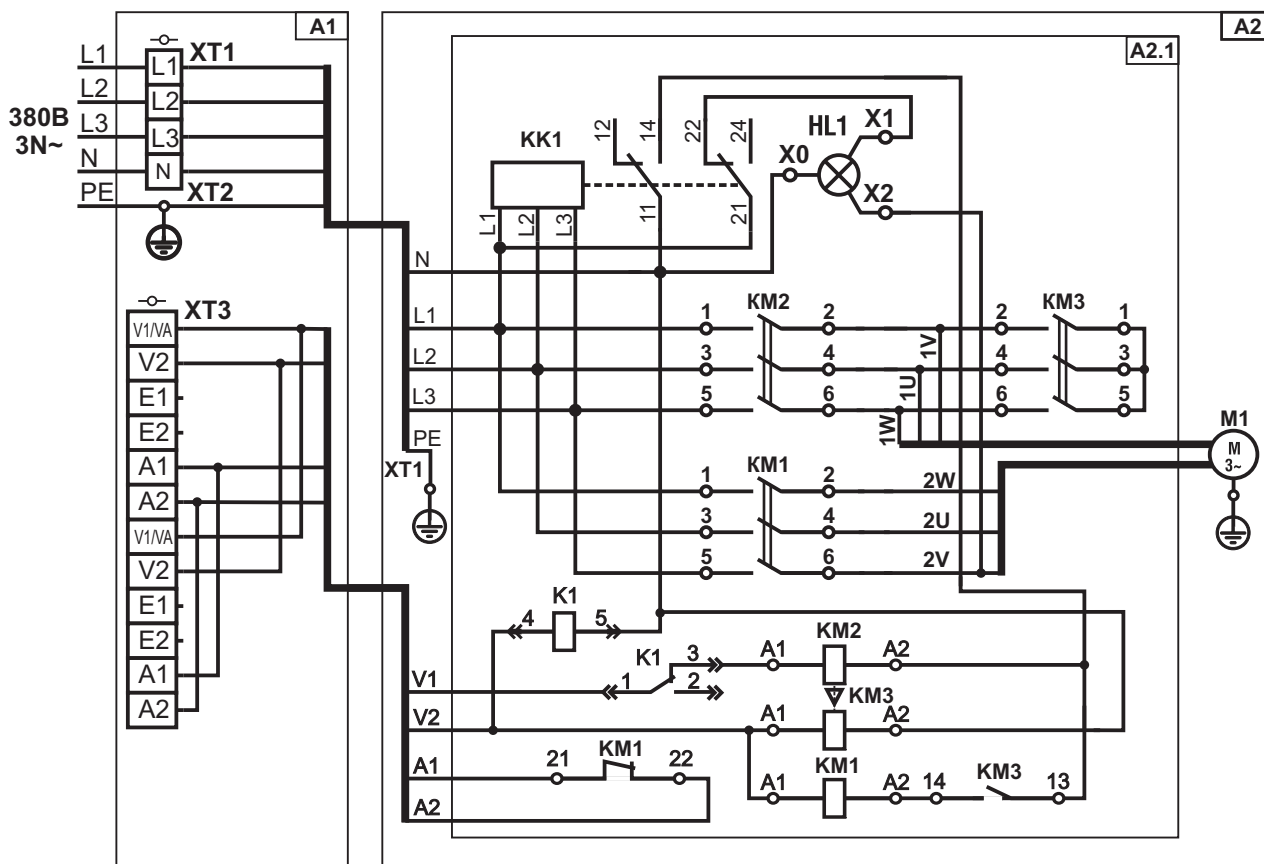 A1
A2
A2.1
L1
L2
380В
L3
3N~
N
PE
L1
XT1
L2
L3
N
XT2
XT3
V1/VA
V2
E1
E2
A1
A2
V1/VA
V2
E1
E2
A1
A2
12
14
22
24
KK1
HL1
X1
X0
X2
L1
L2
L3
11
21
N
L1
1
KM2
2
1V
2
KM3
1
L2
3
4
1U
4
3
L3
5
6
1W
6
5
PE
XT1
M1
M
3~
1
KM1
2
2W
3
4
2U
5
6
2V
K1
4
5
K1
3
A1
KM2
A2
V1
1
2
V2
A1
KM3
A2
A1
21
KM1
22
A1
KM1
A2
14
KM3
13
A2